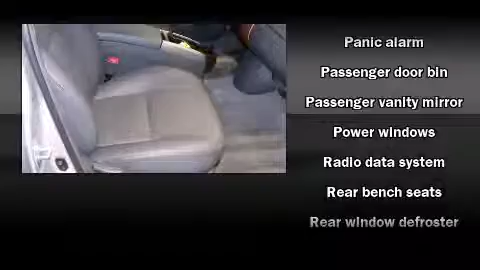 Panic alarm
Passenger door bin
Passenger vanity mirror
Power windows
Radio data system
Rear bench seats
Rear window defroster